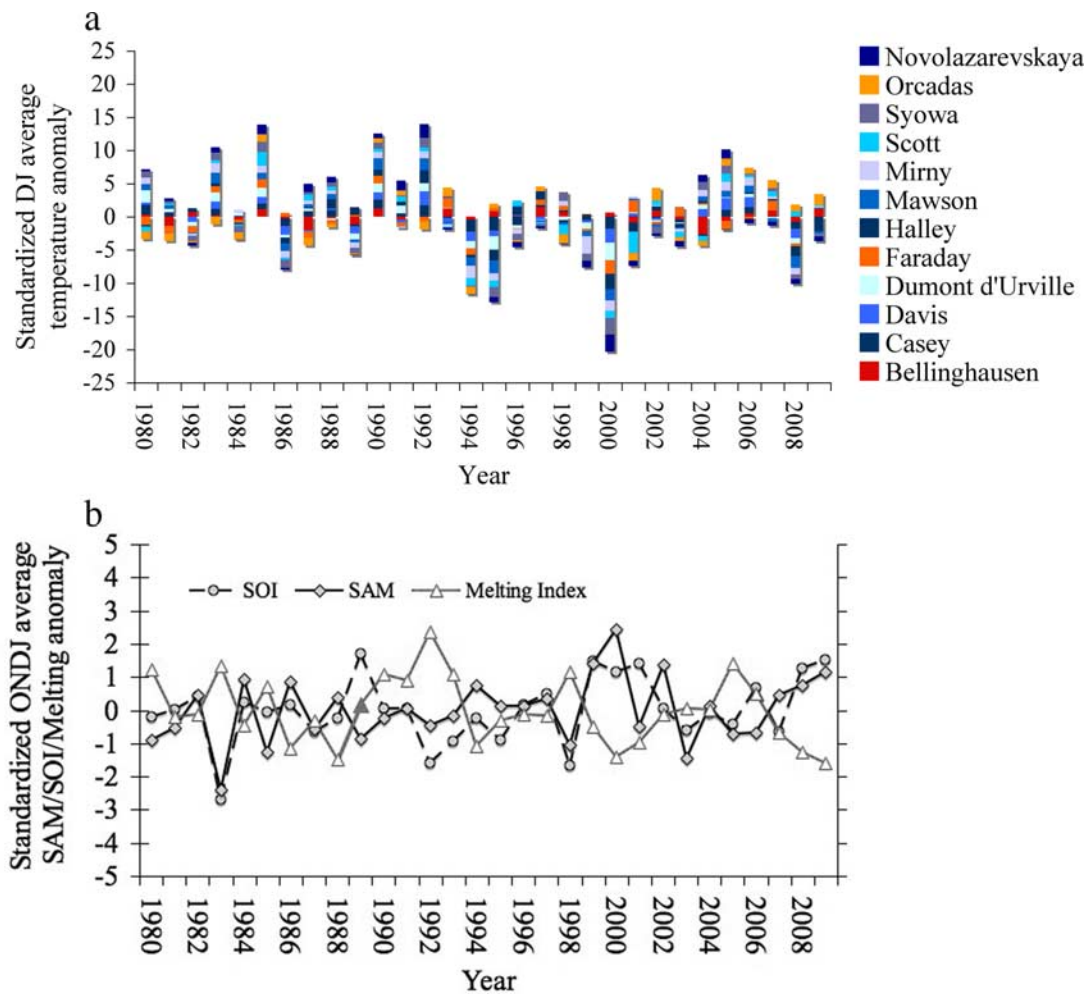 a
Standardized DJ average
temperature anomaly
25
20
15
10
5
0
-5
-10
-15
-20
-25
1980
1982
1984
1986
1988
1990
1992
1994
1996
1998
2000
2002
2004
2006
2008
Year
Novolazarevskaya
Orcadas
Syowa
Scott
Mirny
Mawson
Halley
Faraday
Dumont d'Urville
Davis
Casey
Bellinghausen
b
Standardized ONDJ average
SAM/SOI/Melting anomaly
5
4
3
2
1
0
-1
-2
-3
-4
-5
SOI SAM Melting Index
1980
1982
1984
1986
1988
1990
1992
1994
1996
1998
2000
2002
2004
2006
2008
Year